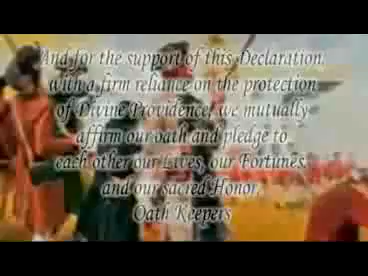 And for the support of this Declaration,
with a firm reliance on the protection
of Divine Providence, we mutually
affirm our oath and pledge to
each other our Lives, our Fortunes,
and our sacred Honor.
Oath Keepers